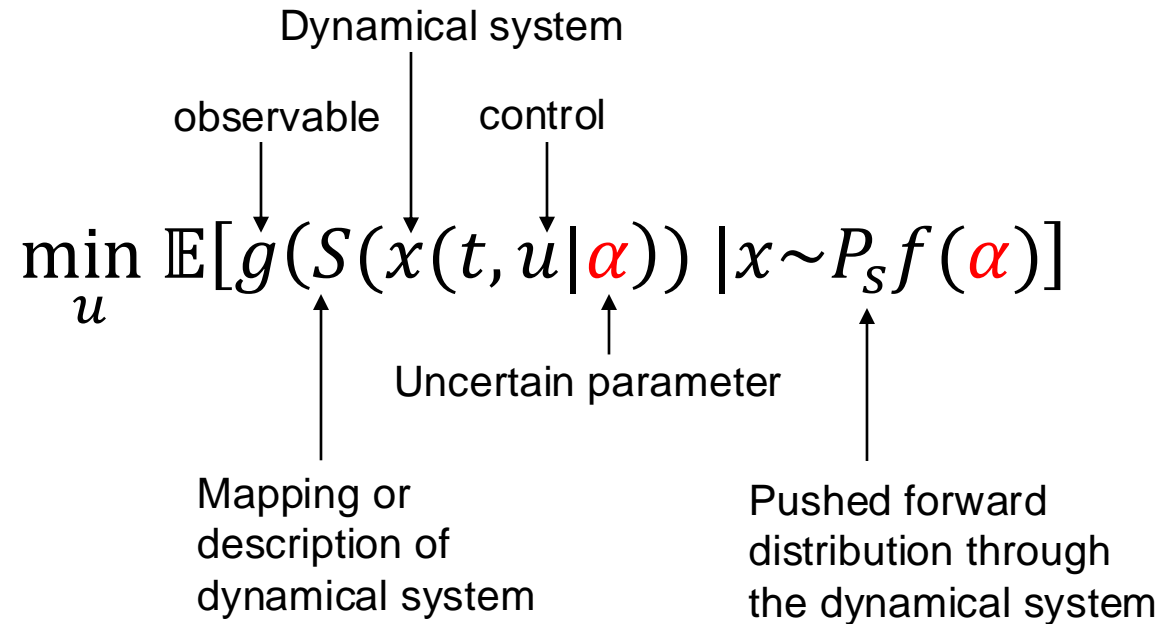 Dynamical system
observable
control
min 𝔼[g(S(x(t, u|α)) |x~P_s f(α)]
u
Uncertain parameter
Mapping or
description of
dynamical system
Pushed forward
distribution through
the dynamical system